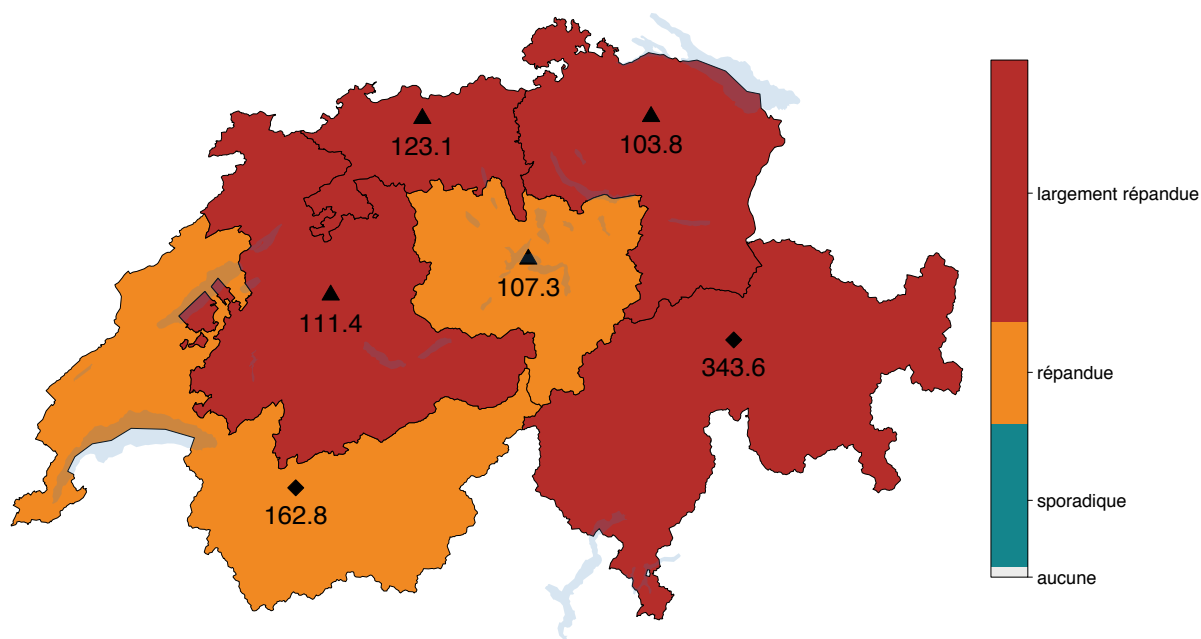 123.1
103.8
107.3
111.4
343.6
162.8
largement répandue
répandue
sporadique
aucune